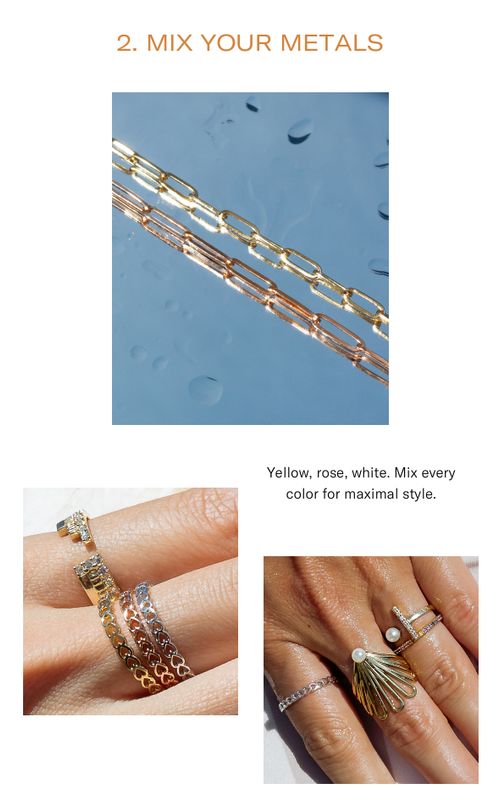 2. MIX YOUR METALS
Yellow, rose, white. Mix every
color for maximal style.